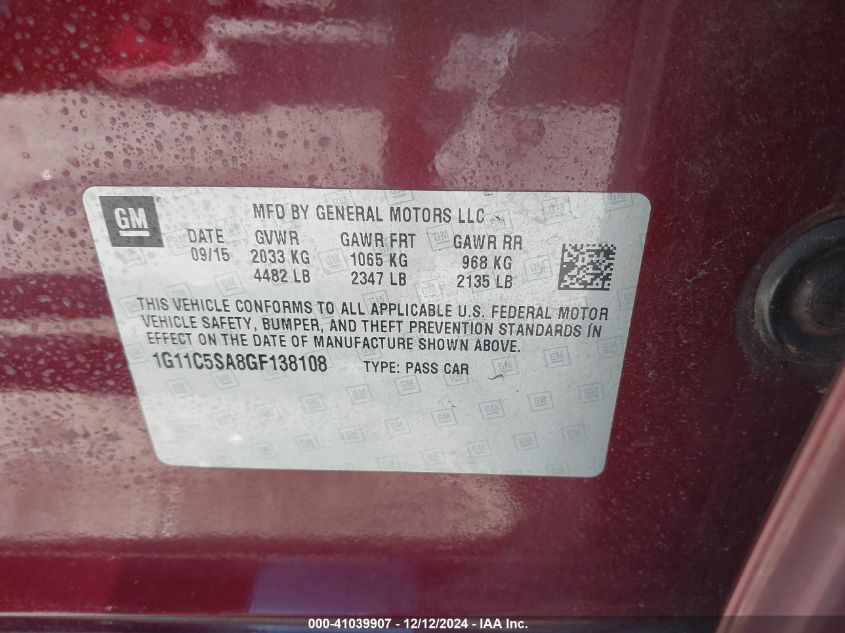 GM
MFD BY GENERAL MOTORS LLC
DATE GVWR GAWR FRT GAWR RR
09/15 2033 KG 1065 KG 968 KG
4482 LB 2347 LB 2135 LB
THIS VEHICLE CONFORMS TO ALL APPLICABLE U.S. FEDERAL MOTOR
VEHICLE SAFETY, BUMPER, AND THEFT PREVENTION STANDARDS IN
EFFECT ON THE DATE OF MANUFACTURE SHOWN ABOVE.
1G11C5SA8GF138108 TYPE: PASS CAR
000-41039907 - 12/12/2024 - IAA Inc.